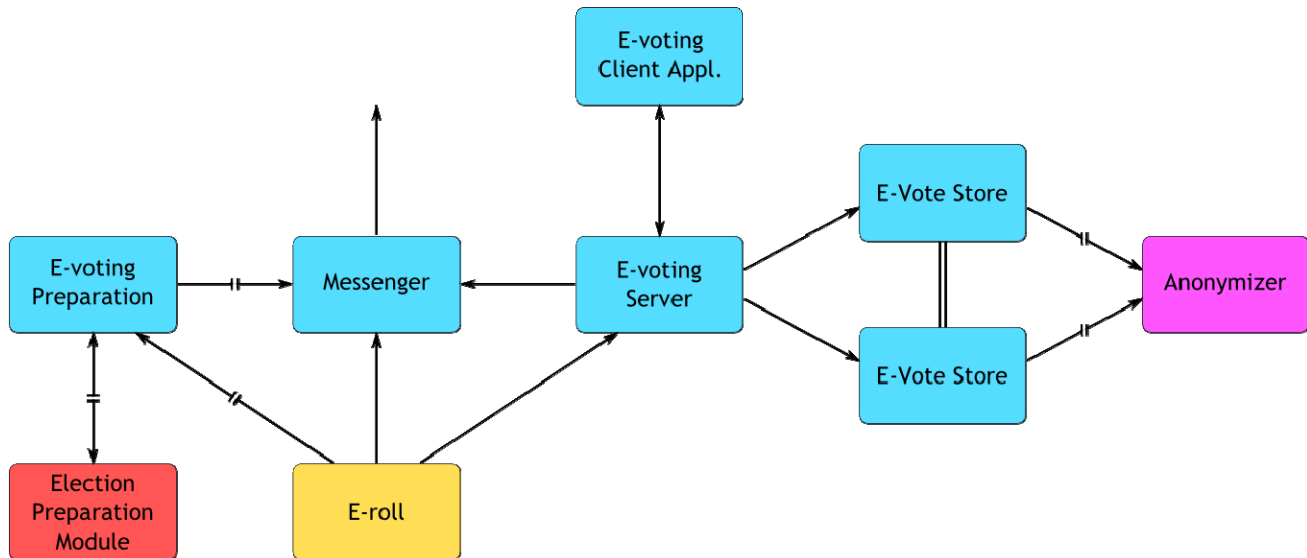 E-voting
Client Appl.
E-Vote Store
E-voting
Preparation
Messenger
E-voting
Server
Anonymizer
E-Vote Store
Election
Preparation
Module
E-roll